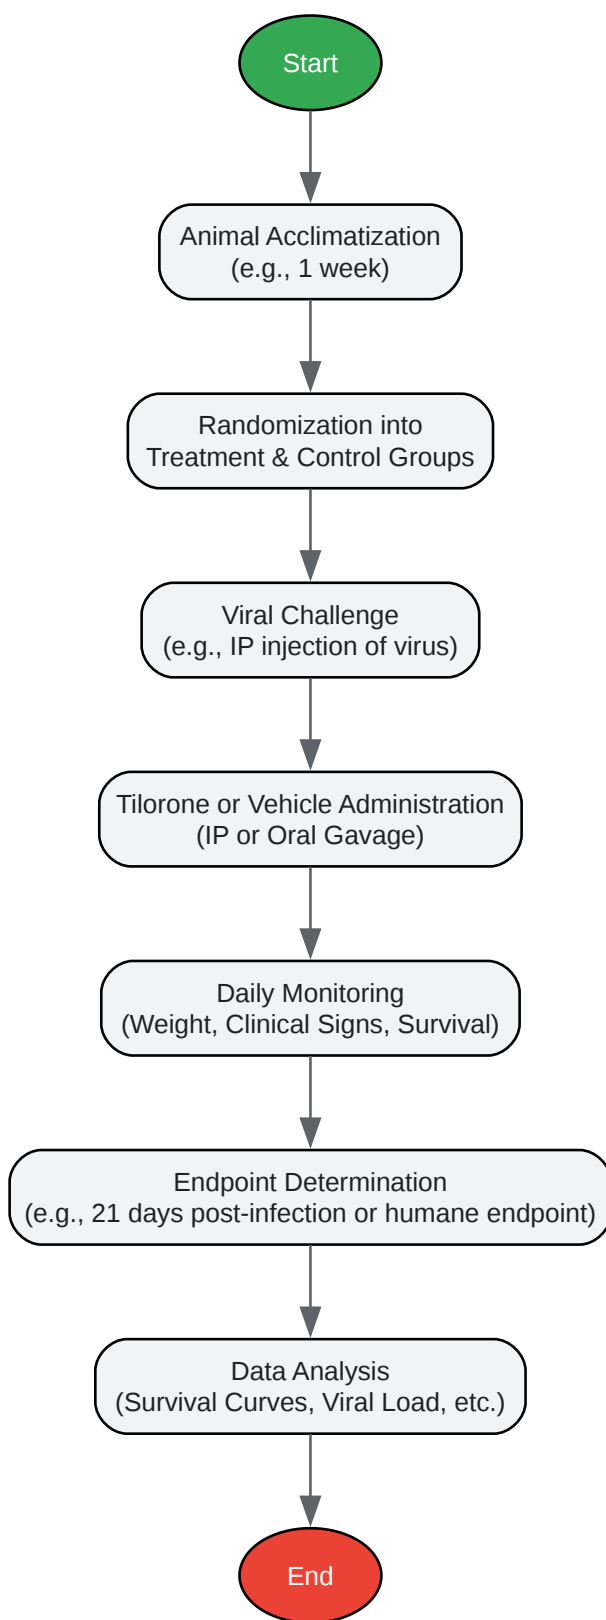 Start
Animal Acclimatization
(e.g., 1 week)
Randomization into
Treatment & Control Groups
Viral Challenge
(e.g., IP injection of virus)
Tilorone or Vehicle Administration
(IP or Oral Gavage)
Daily Monitoring
(Weight, Clinical Signs, Survival)
Endpoint Determination
(e.g., 21 days post-infection or humane endpoint)
Data Analysis
(Survival Curves, Viral Load, etc.)
End